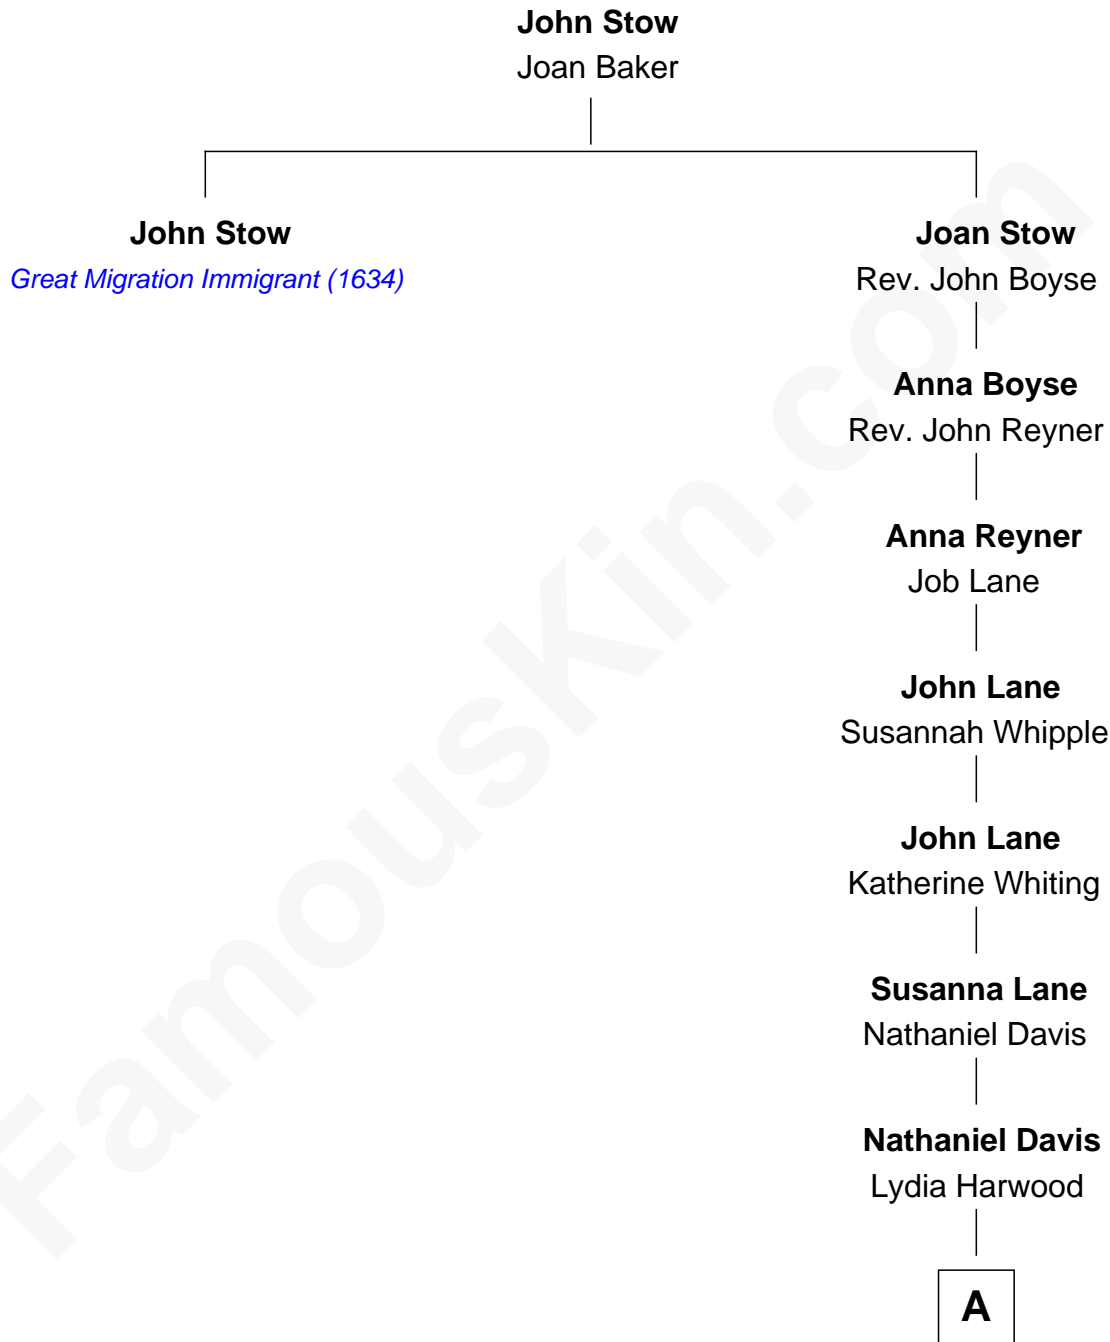 John Stow
Joan Baker
John Stow
Great Migration Immigrant (1634)
Joan Stow
Rev. John Boyse
Anna Boyse
Rev. John Reyner
Anna Reyner
Job Lane
John Lane
Susannah Whipple
John Lane
Katherine Whiting
Susanna Lane
Nathaniel Davis
Nathaniel Davis
Lydia Harwood
A
FamousKin.com